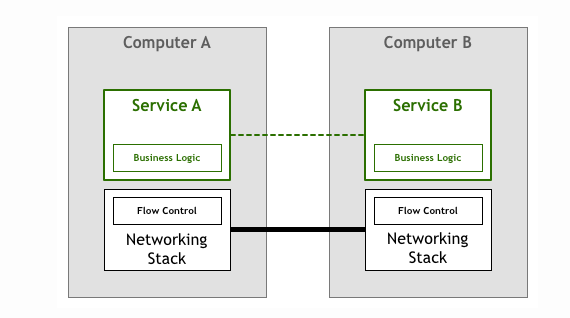 Computer A
Service A
Business Logic
Flow Control
Networking
Stack
Computer B
Service B
Business Logic
Flow Control
Networking
Stack